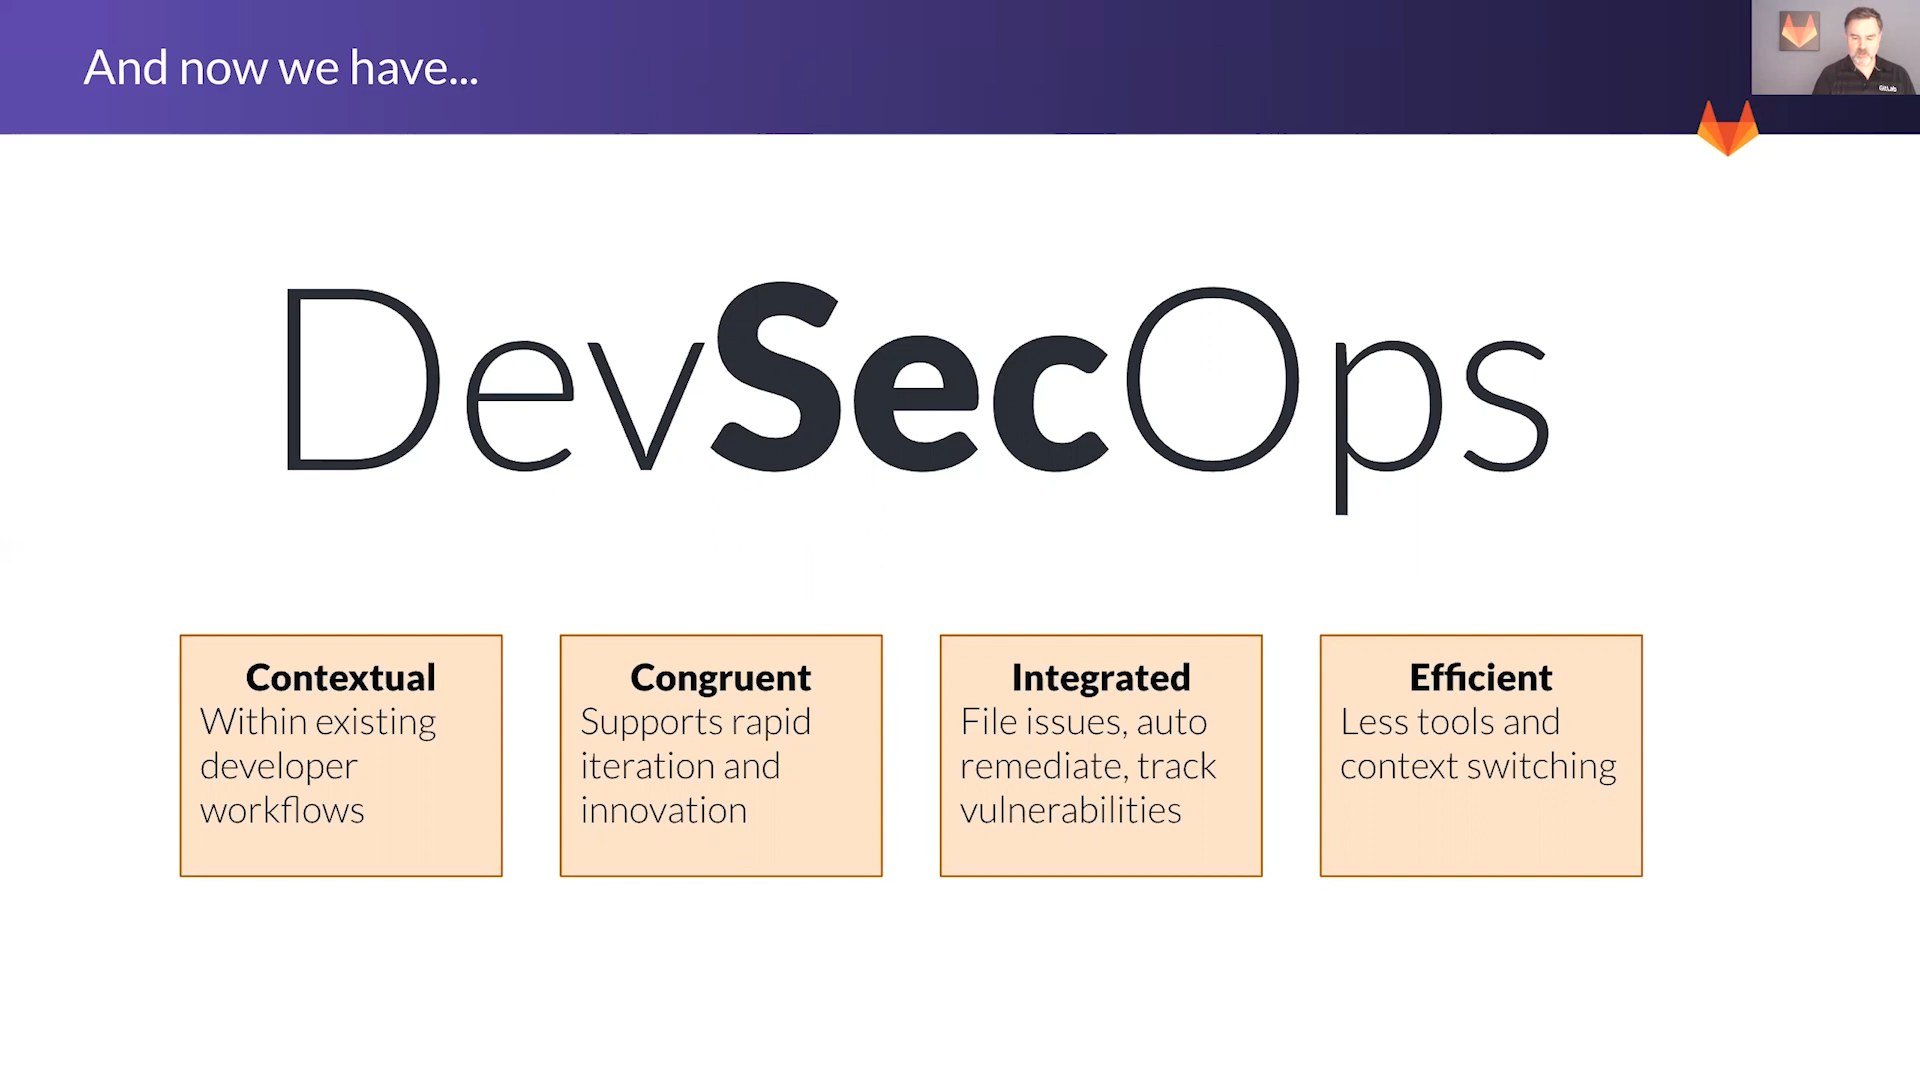 And now we have...
GitLab
DevSecOps
Contextual
Within existing
developer
workflows
Congruent
Supports rapid
iteration and
innovation
Integrated
File issues, auto
remediate, track
vulnerabilities
Efficient
Less tools and
context switching